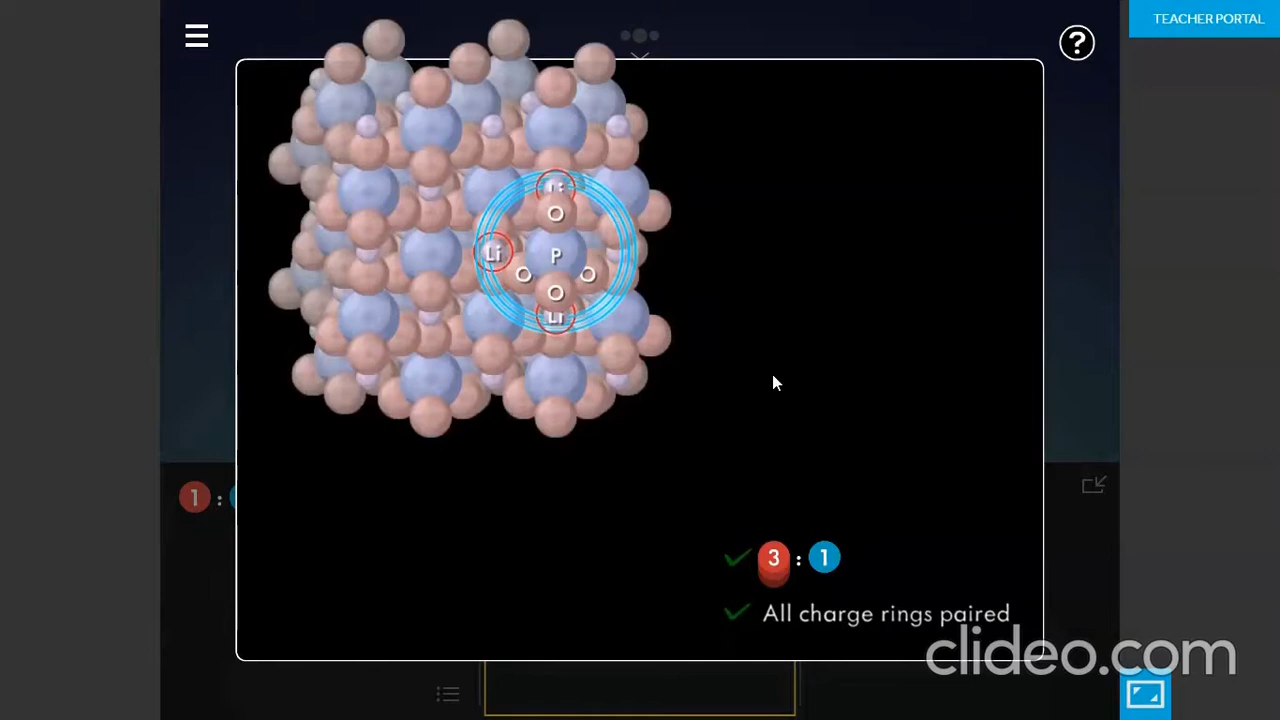 TEACHER PORTAL
?
Li
O
Li
P
O
O
O
Li
1 :
3 : 1
All charge rings paired
clideo.com